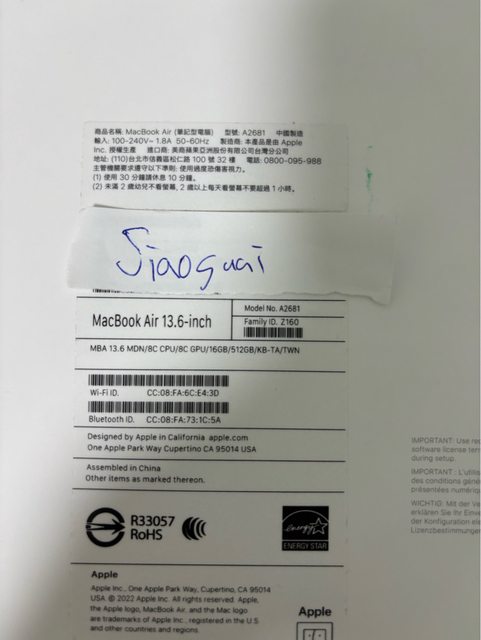 商品名稱: MacBook Air (筆記型電腦) 型號: A2681 中國製造
輸入: 100-240V~ 1.8A 50-60Hz 製造商: 本產品是由 Apple
Inc. 授權生產 進口商: 美商蘋果亞洲股份有限公司台灣分公司
地址: (110)台北市信義區松仁路 100 號 32 樓 電話: 0800-095-988
主管機關要求遵守以下準則: 使用過度恐傷害視力。
(1) 使用 30 分鐘請休息 10 分鐘。
(2) 未滿 2 歲幼兒不看螢幕, 2 歲以上每天看螢幕不要超過 1 小時。
Jiaoguai
MacBook Air 13.6-inch
Model No. A2681
Family ID. Z160
MBA 13.6 MDN/8C CPU/8C GPU/16GB/512GB/KB-TA/TWN
Wi-Fi ID. CC:08:FA:6C:E4:3D
Bluetooth ID. CC:08:FA:73:1C:5A
Designed by Apple in California apple.com
One Apple Park Way Cupertino CA 95014 USA
Assembled in China
Other items as marked thereon.
R33057
RoHS
energy
ENERGY STAR
Apple
Apple Inc., One Apple Park Way, Cupertino, CA 95014
USA. © 2022 Apple Inc. All rights reserved. Apple,
the Apple logo, MacBook Air, and the Mac logo
are trademarks of Apple Inc., registered in the U.S.
and other countries and regions.
Apple
IMPORTANT: Use
software license
during setup.
IMPORTANT : L'utilis
des conditions
présentées
WICHTIG: Mit der
erklären Sie Ihr
der Konfiguration
Lizenzbestimmungen